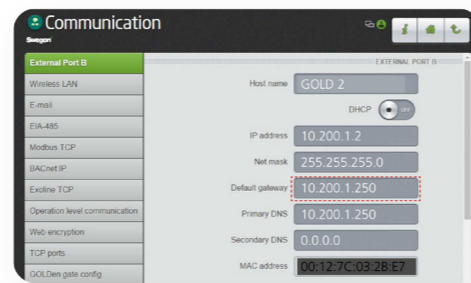 Communication
Swegon
External Port B
Wireless LAN
E-mail
EIA-485
Modbus TCP
BACnet IP
Exoline TCP
Operation level communication
Web encryption
TCP ports
GOLDen gate config
EXTERNAL PORT B
Host name GOLD 2
DHCP OFF
IP address 10.200.1.2
Net mask 255.255.255.0
Default gateway 10.200.1.250
Primary DNS 10.200.1.250
Secondary DNS 0.0.0.0
MAC address 00:12:7C:03:28:E7